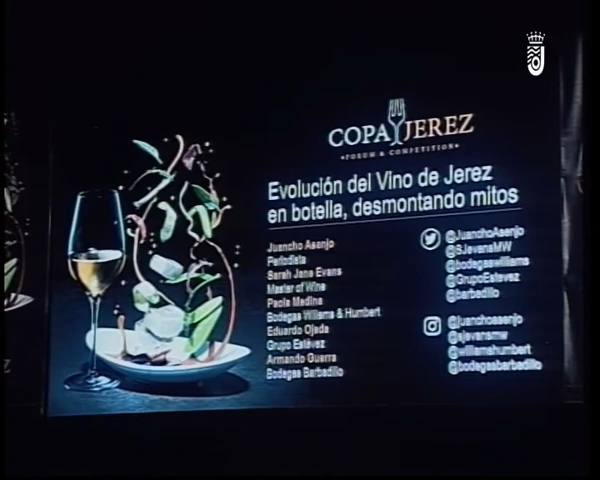 COPA JEREZ
•FORUM & COMPETITION•
Evolución del Vino de Jerez
en botella, desmontando mitos
Juancho Asenjo
Periodista
Sarah Jane Evans
Master of Wine
Paola Medina
Bodegas Williams & Humbert
Eduardo Ojeda
Grupo Estévez
Armando Guerra
Bodegas Barbadillo
@JuanchoAsenjo
@SJevansMW
@bodegaswilliams
@GrupoEstevez
@barbadillo
@juanchoasenjo
@sjevansmw
@williamshumbert
@bodegasbarbadillo